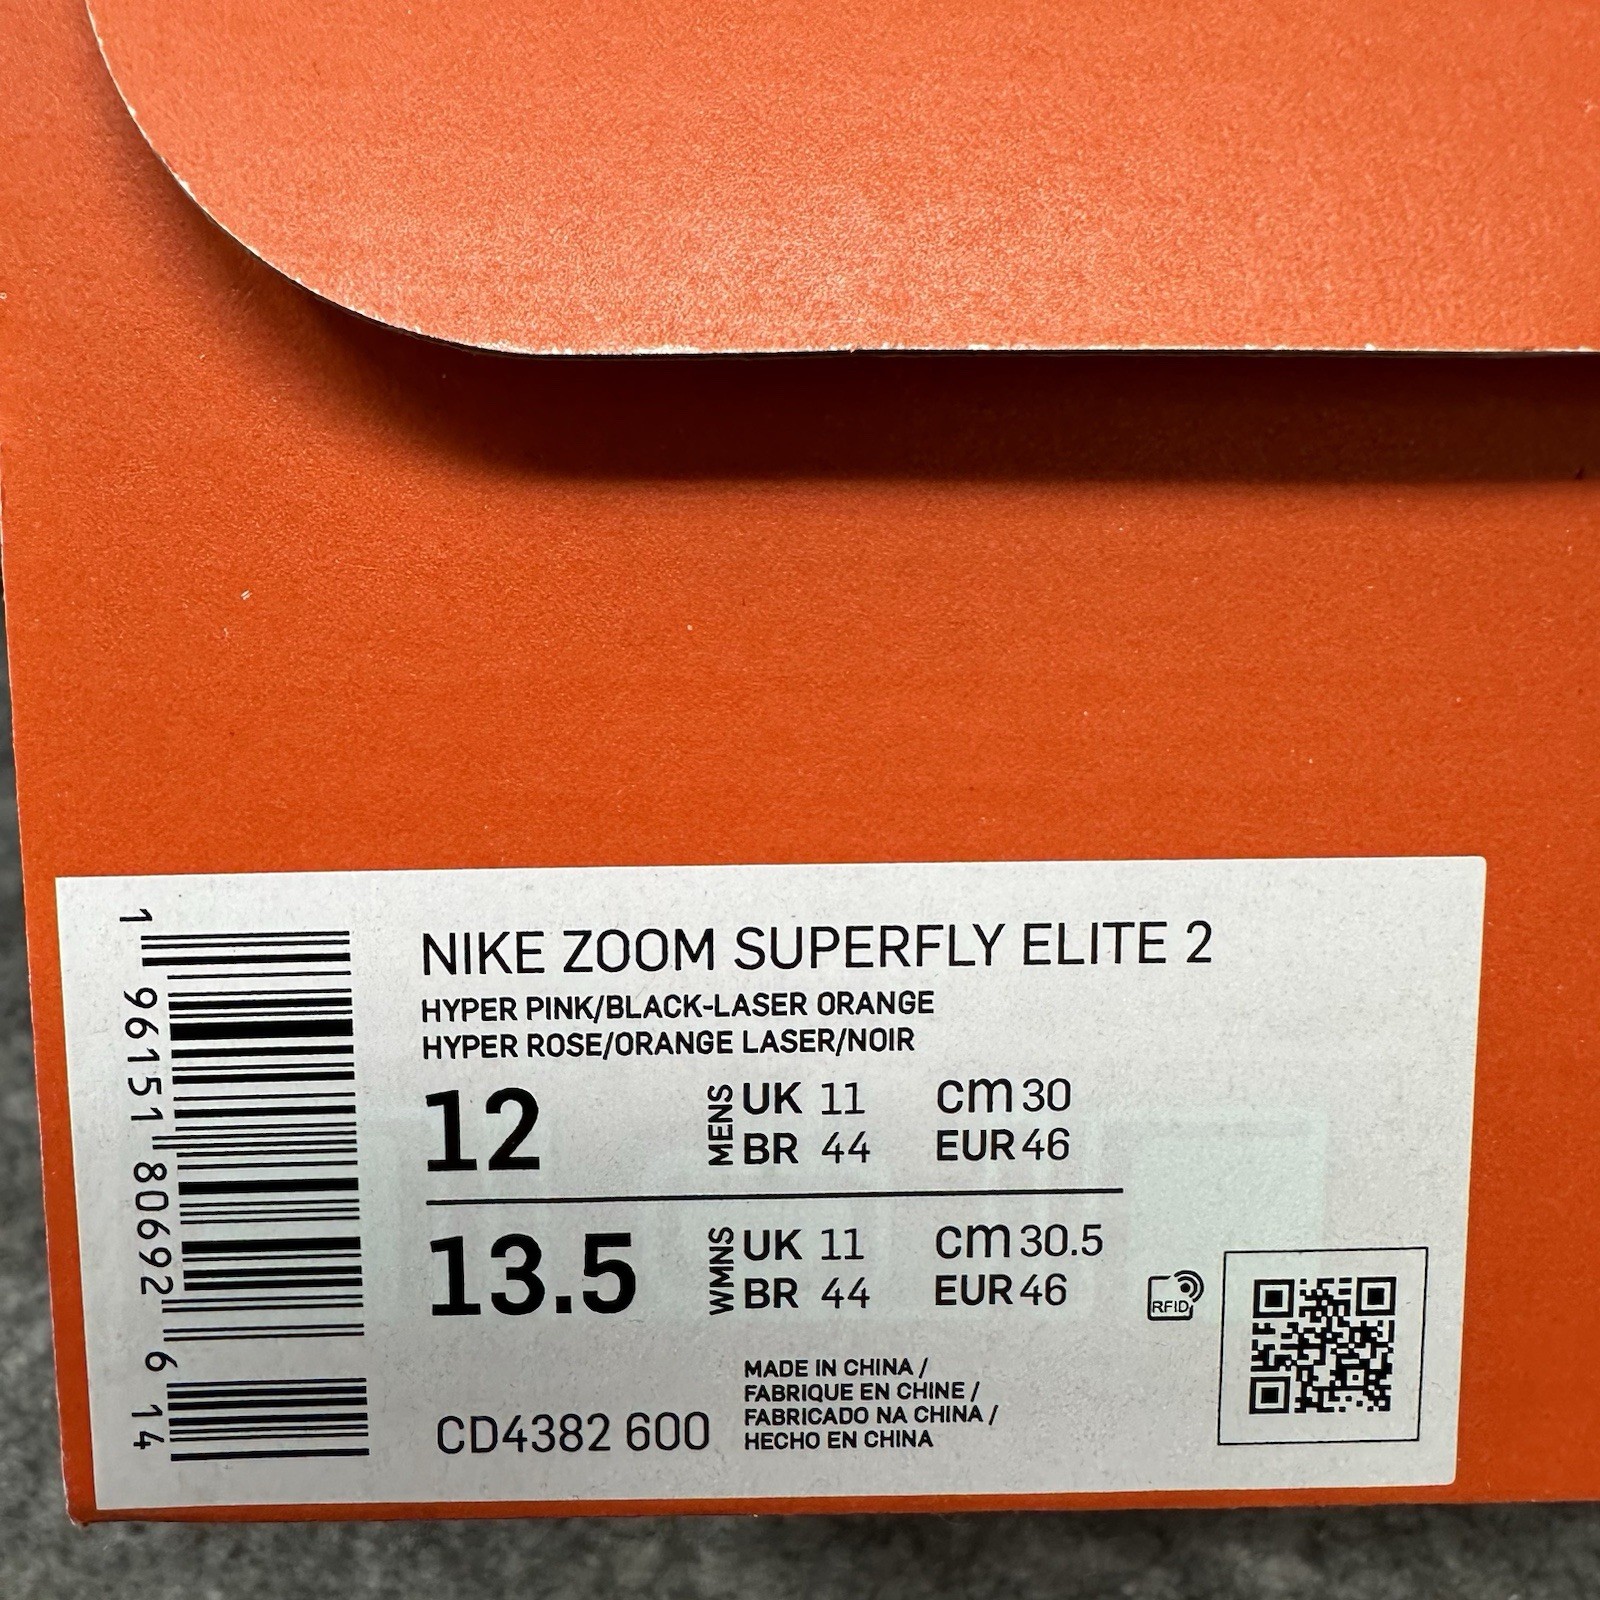 NIKE ZOOM SUPERFLY ELITE 2
HYPER PINK/BLACK-LASER ORANGE
HYPER ROSE/ORANGE LASER/NOIR
12 MENS UK 11 cm 30
BR 44 EUR 46
13.5 WMNS UK 11 cm 30.5
BR 44 EUR 46
RFID
CD4382 600
MADE IN CHINA /
FABRIQUE EN CHINE /
FABRICADO NA CHINA /
HECHO EN CHINA
1 96151 80692 6 14